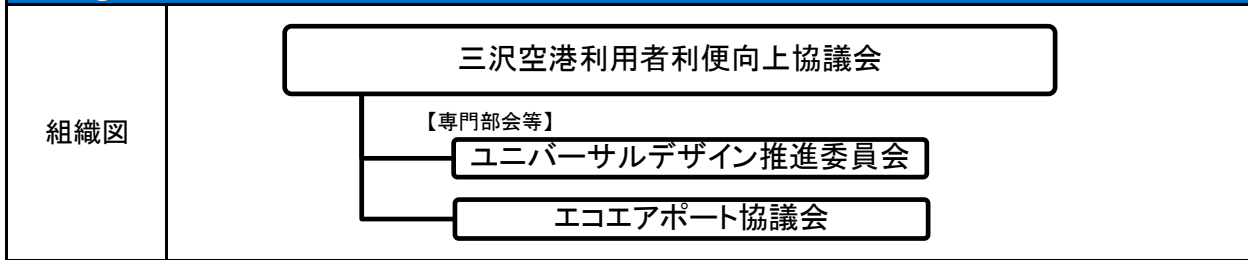 三沢空港利用者利便向上協議会
組織図
【専門部会等】
ユニバーサルデザイン推進委員会
エコエアポート協議会